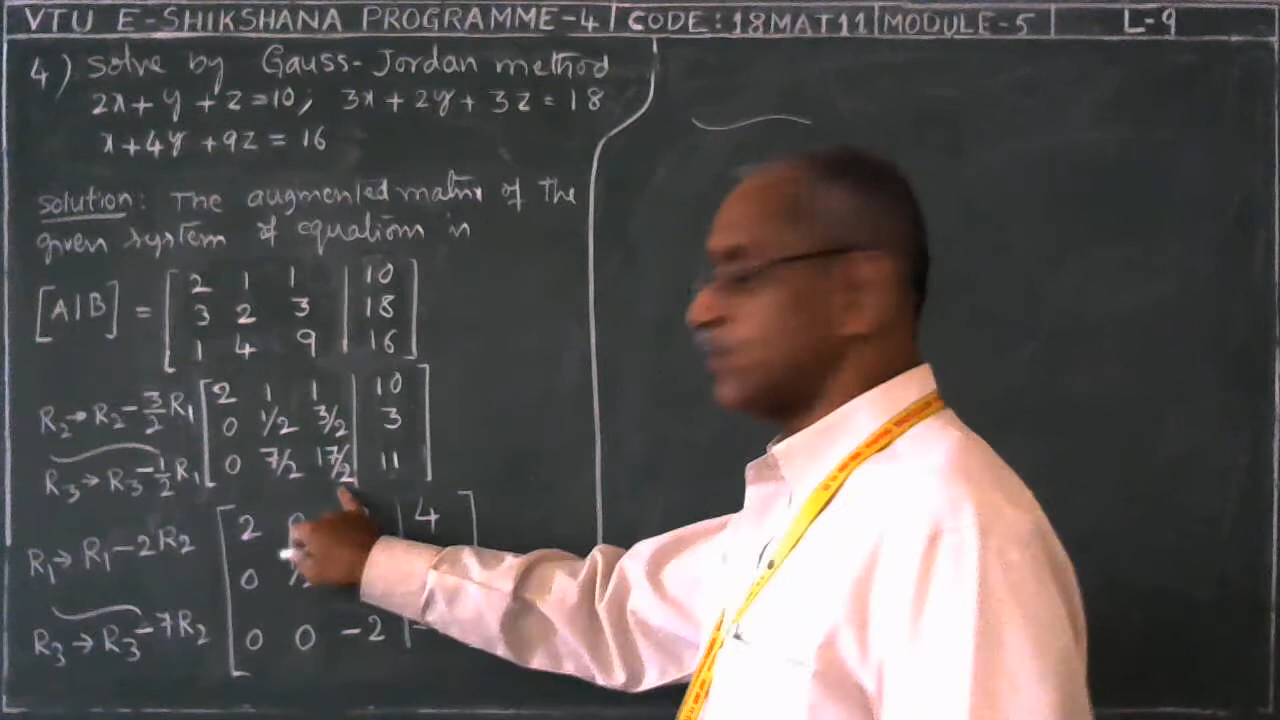 VTU E-SHIKSHANA PROGRAMME-4 | CODE: 18MAT11 | MODULE-5 | L-9
4) Solve by Gauss-Jordan method
2x + y + z = 10; 3x + 2y + 3z = 18
x + 4y + 9z = 16
Solution: The augmented matrix of the
given system of equations is
[A|B] = [ 2 1 1 | 10 ]
3 2 3 | 18
1 4 9 | 16
2 1 1 | 10
R2 → R2 - 3/2 R1 0 1/2 3/2 | 3
R3 → R3 - 1/2 R1 0 7/2 17/2 | 11
2 | 4
R1 → R1 - 2R2
0
R3 → R3 - 7R2 0 0 -2 |